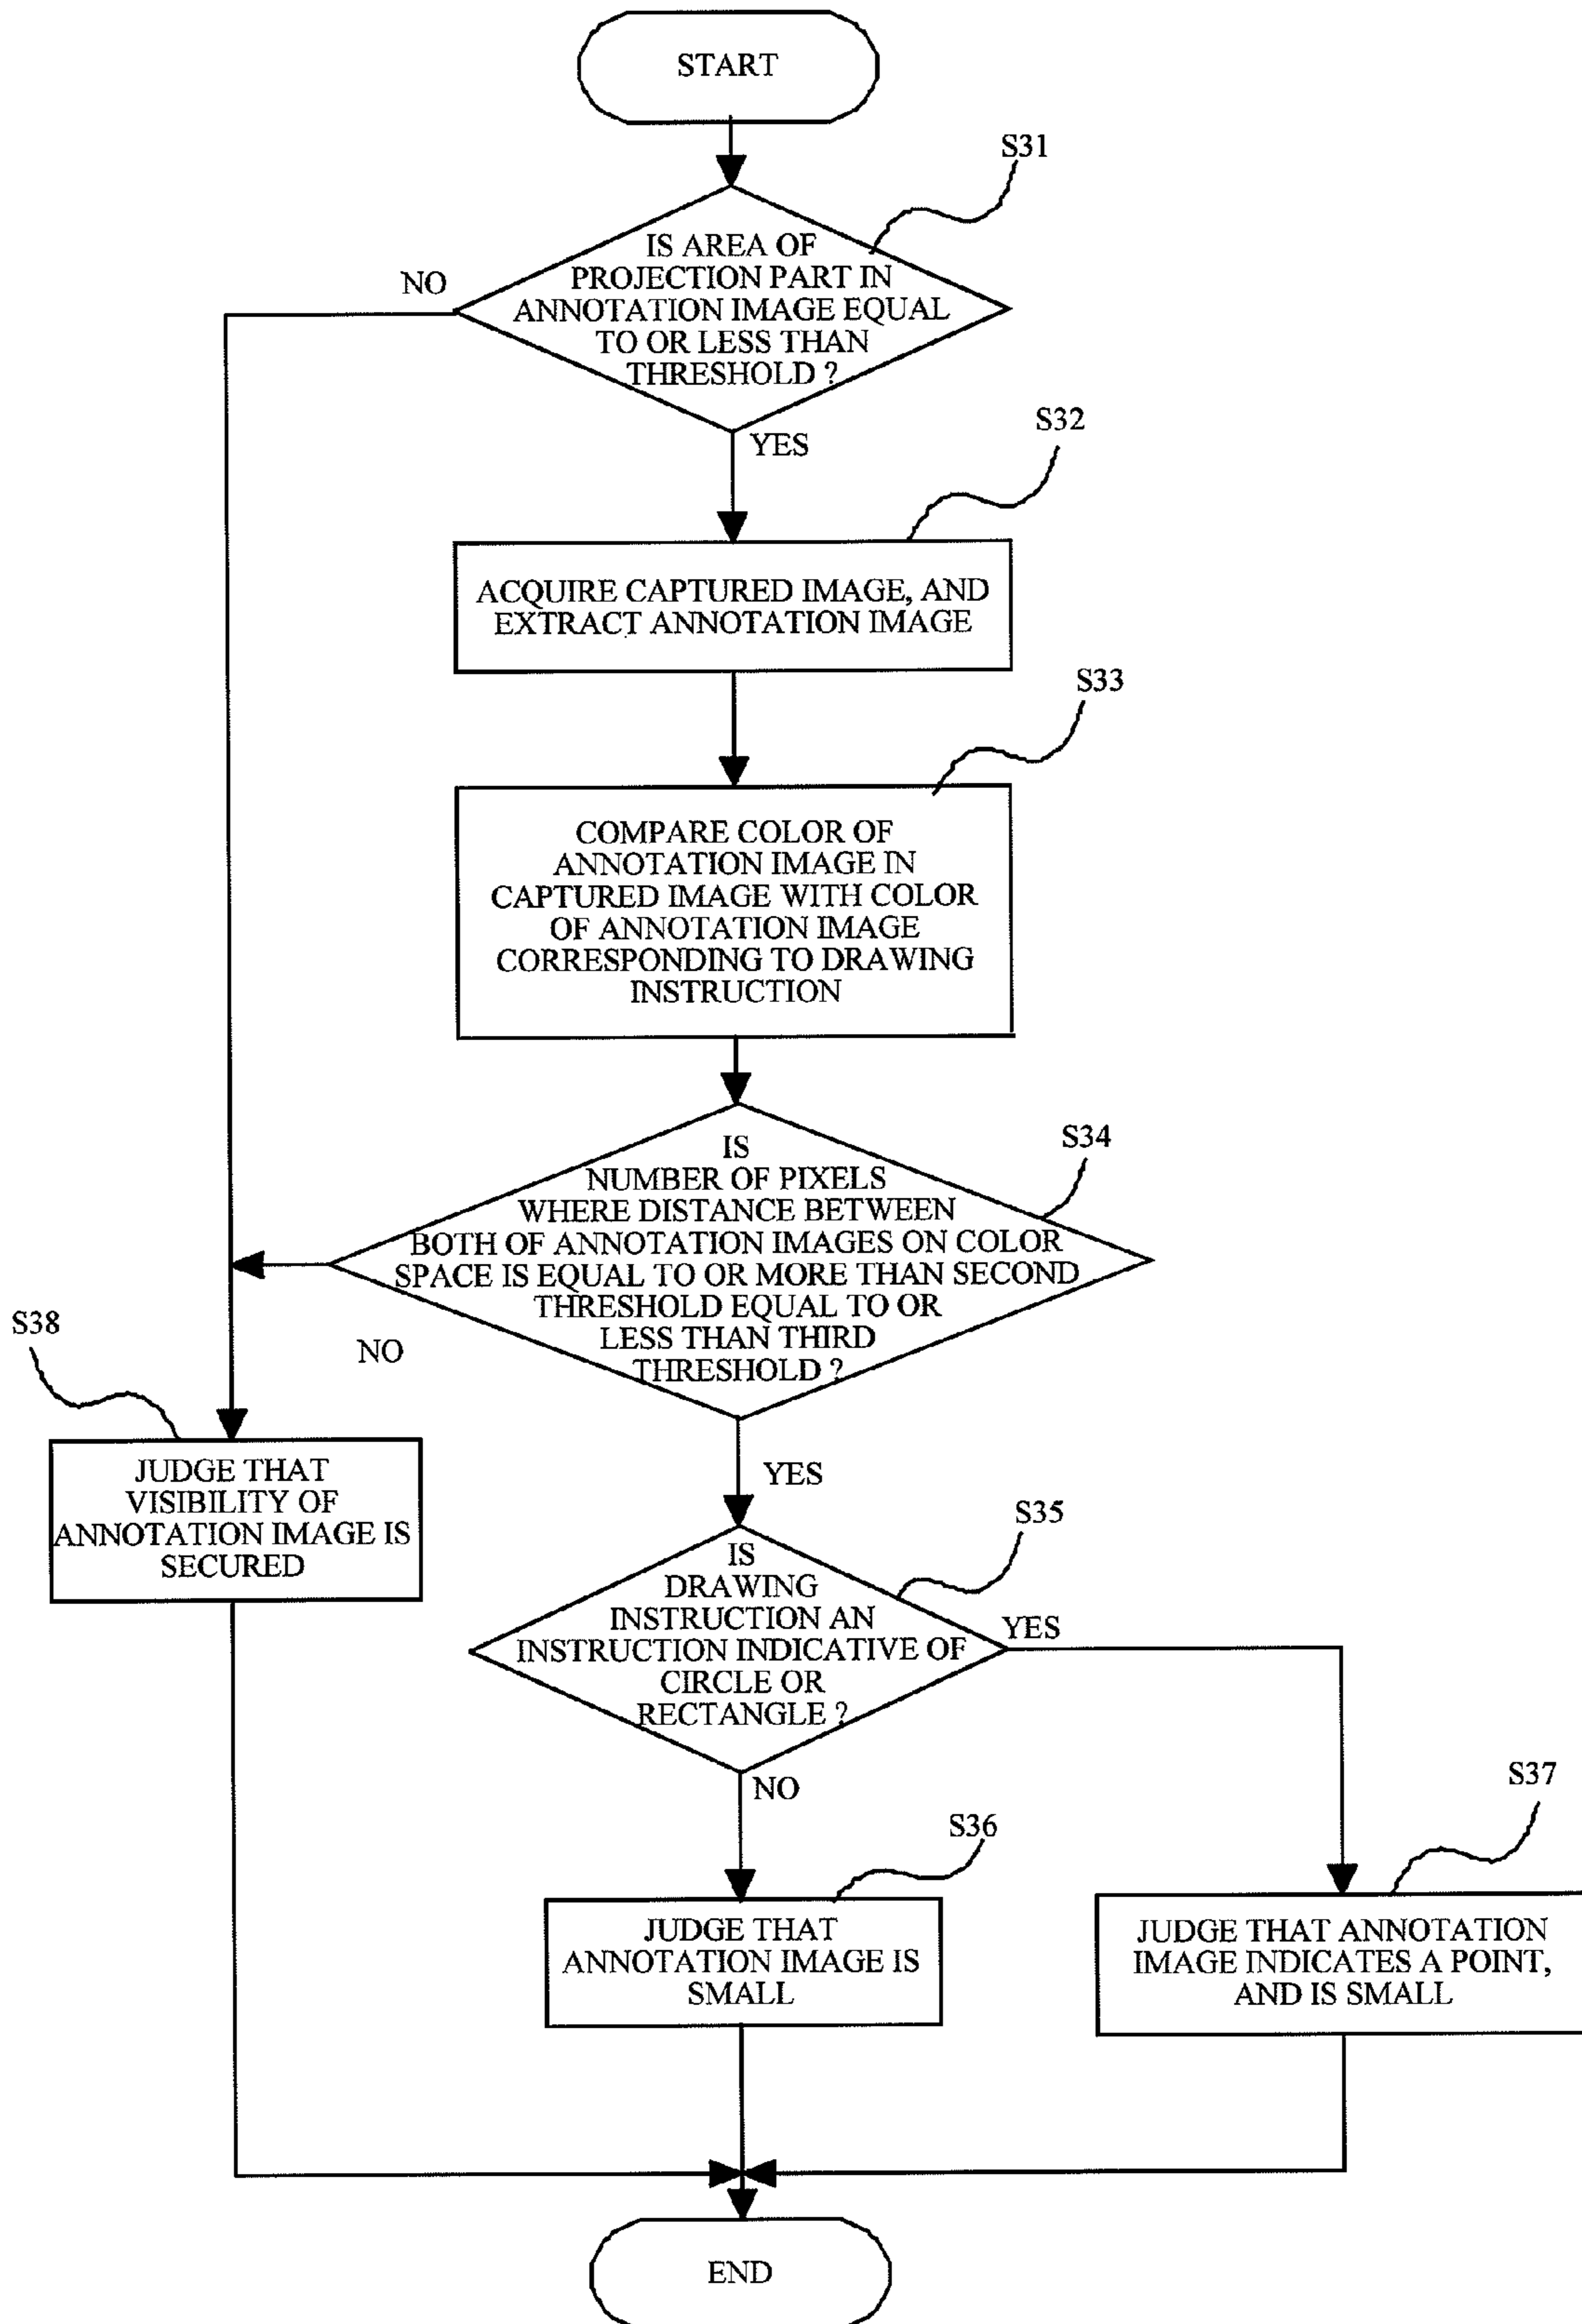 START
S31
IS AREA OF
PROJECTION PART IN
ANNOTATION IMAGE EQUAL
TO OR LESS THAN
THRESHOLD ?
NO
YES
S32
ACQUIRE CAPTURED IMAGE, AND
EXTRACT ANNOTATION IMAGE
S33
COMPARE COLOR OF
ANNOTATION IMAGE IN
CAPTURED IMAGE WITH COLOR
OF ANNOTATION IMAGE
CORRESPONDING TO DRAWING
INSTRUCTION
S34
IS
NUMBER OF PIXELS
WHERE DISTANCE BETWEEN
BOTH OF ANNOTATION IMAGES ON COLOR
SPACE IS EQUAL TO OR MORE THAN SECOND
THRESHOLD EQUAL TO OR
LESS THAN THIRD
THRESHOLD ?
NO
YES
S38
JUDGE THAT
VISIBILITY OF
ANNOTATION IMAGE IS
SECURED
S35
IS
DRAWING
INSTRUCTION AN
INSTRUCTION INDICATIVE OF
CIRCLE OR
RECTANGLE ?
YES
NO
S36
JUDGE THAT
ANNOTATION IMAGE IS
SMALL
S37
JUDGE THAT ANNOTATION
IMAGE INDICATES A POINT,
AND IS SMALL
END